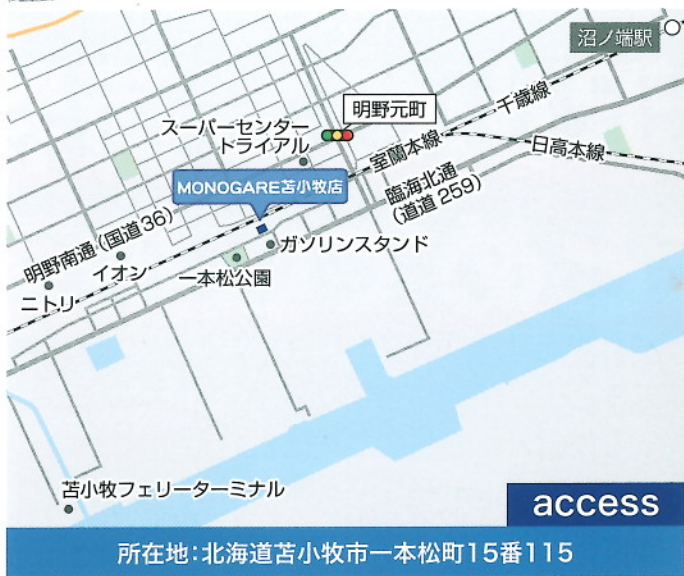 沼ノ端駅
明野元町
千歳線
スーパーセンター
トライアル
室蘭本線
日高本線
MONOGARE苫小牧店
臨海北通
(道道259)
明野南通(国道36)
ガソリンスタンド
イオン
一本松公園
ニトリ
苫小牧フェリーターミナル
access
所在地:北海道苫小牧市一本松町15番115